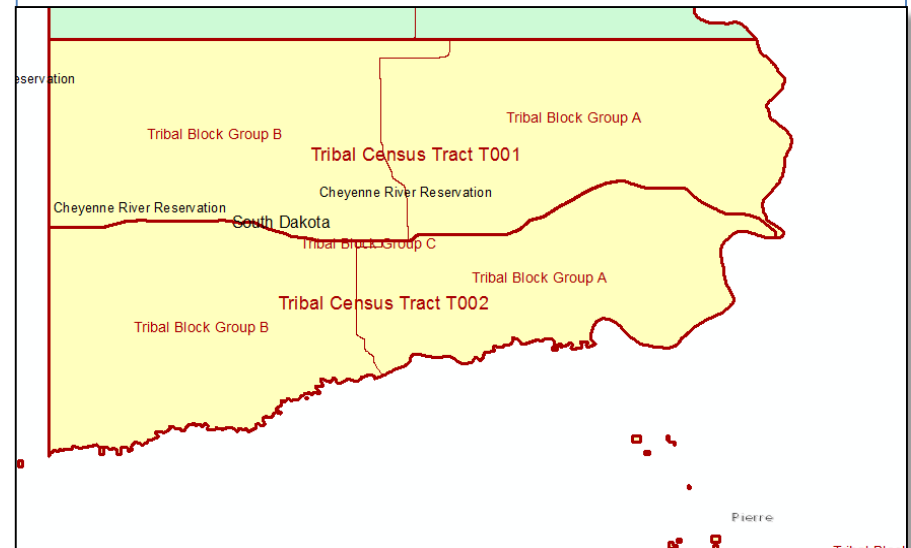 eservation
Tribal Block Group B
Tribal Block Group A
Tribal Census Tract T001
Cheyenne River Reservation
Cheyenne River Reservation
South Dakota
Tribal Block Group C
Tribal Block Group A
Tribal Census Tract T002
Tribal Block Group B
Pierre
Tribal